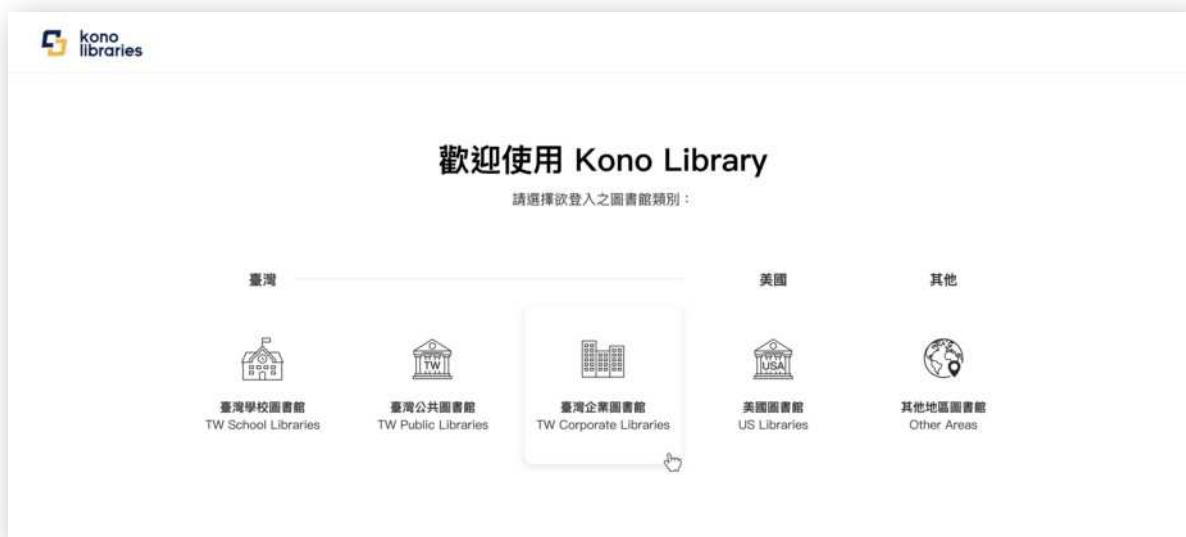 kono
libraries
歡迎使用 Kono Library
請選擇欲登入之圖書館類別：
臺灣
美國
其他
TW
USA
臺灣學校圖書館
TW School Libraries
臺灣公共圖書館
TW Public Libraries
臺灣企業圖書館
TW Corporate Libraries
美國圖書館
US Libraries
其他地區圖書館
Other Areas